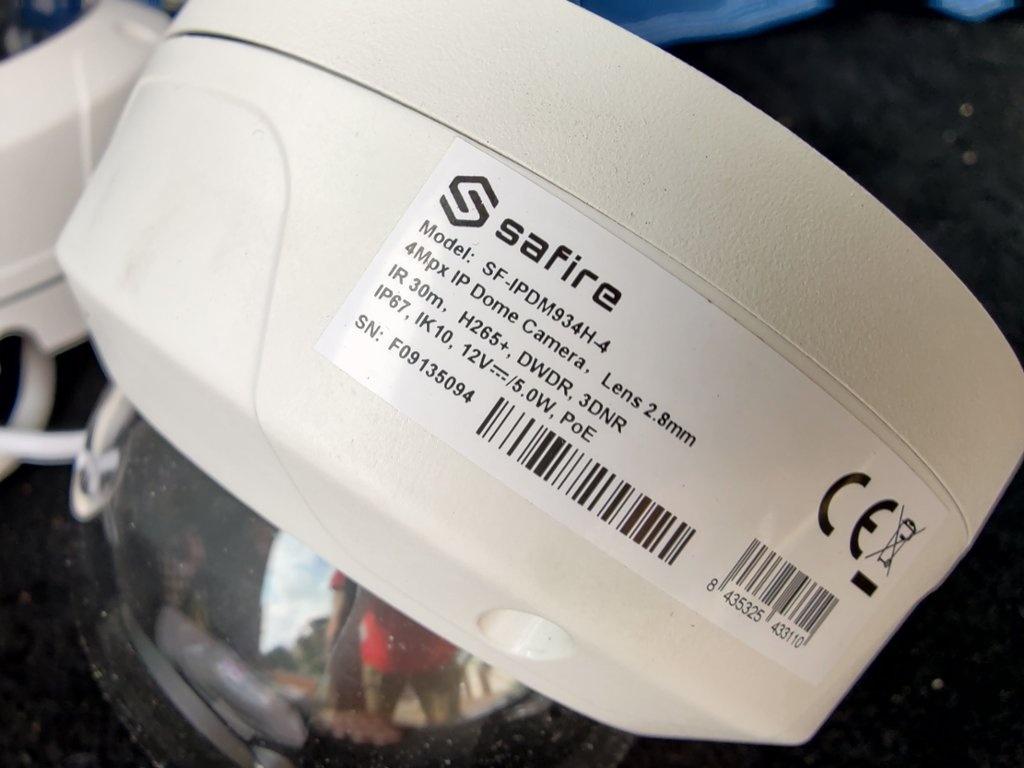 safire
Model: SF-IPDM934H-4
4Mpx IP Dome Camera, Lens 2.8mm
IR 30m, H265+, DWDR, 3DNR
IP67, IK10, 12V⎓/5.0W, PoE
SN: F09135094
CE
8 435325 433110